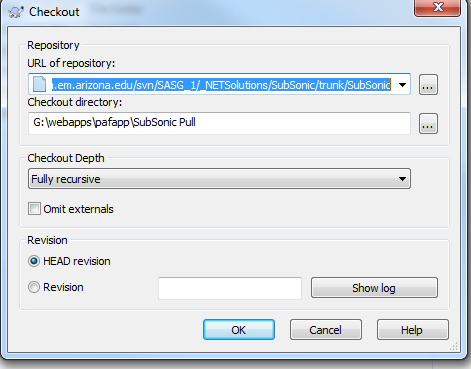 Checkout
Repository
URL of repository:
.em.arizona.edu/svn/SASG_1/_NETSolutions/SubSonic/trunk/SubSonic
...
Checkout directory:
G:\webapps\pafapp\SubSonic Pull
...
Checkout Depth
Fully recursive
Omit externals
Revision
HEAD revision
Revision
Show log
OK
Cancel
Help